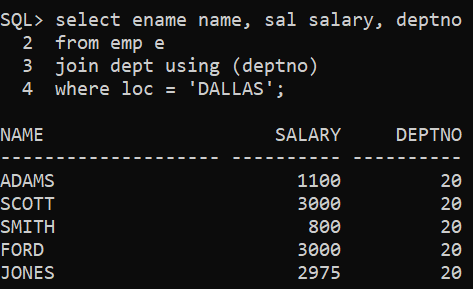 SQL> select ename name, sal salary, deptno
  2  from emp e
  3  join dept using (deptno)
  4  where loc = 'DALLAS';
NAME                     SALARY     DEPTNO
-------------------- ---------- ----------
ADAMS                      1100         20
SCOTT                      3000         20
SMITH                       800         20
FORD                       3000         20
JONES                      2975         20